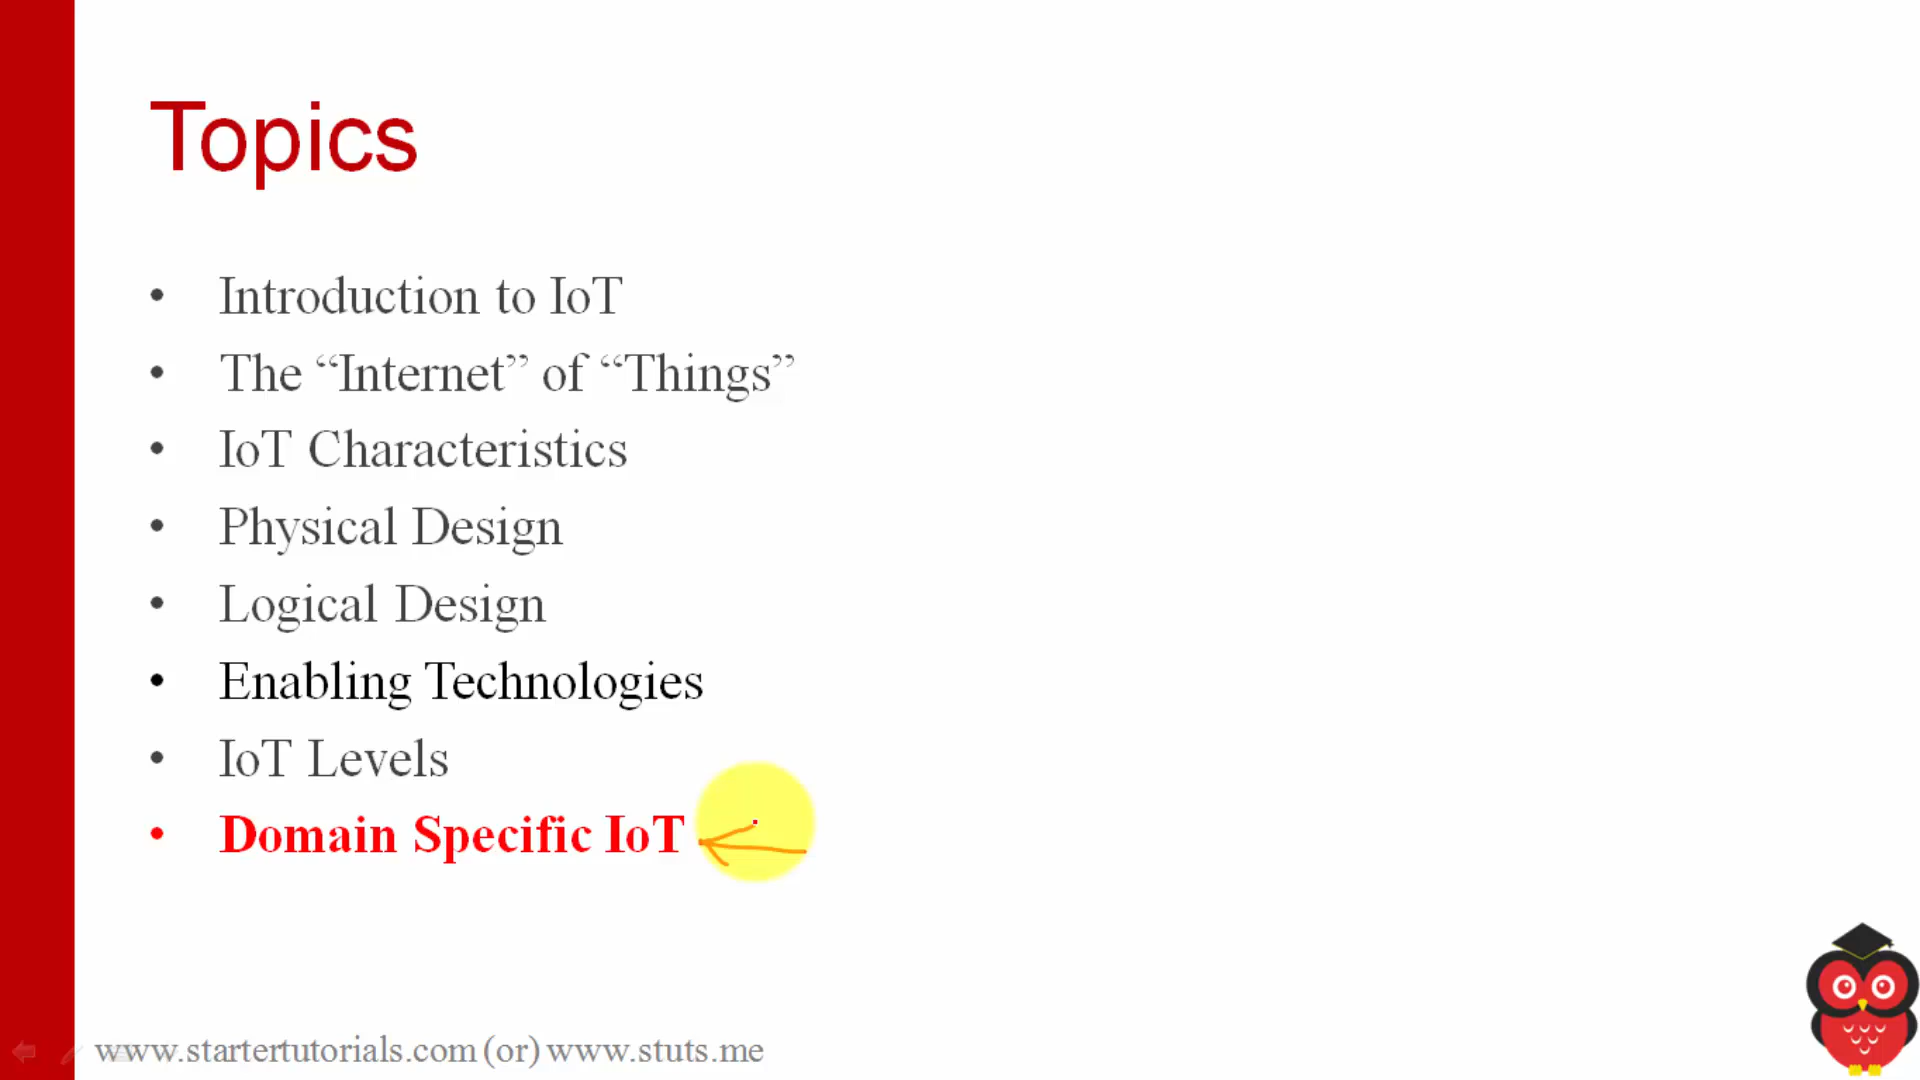 Topics
• Introduction to IoT
• The “Internet” of “Things”
• IoT Characteristics
• Physical Design
• Logical Design
• Enabling Technologies
• IoT Levels
• Domain Specific IoT
www.startertutorials.com (or) www.stuts.me